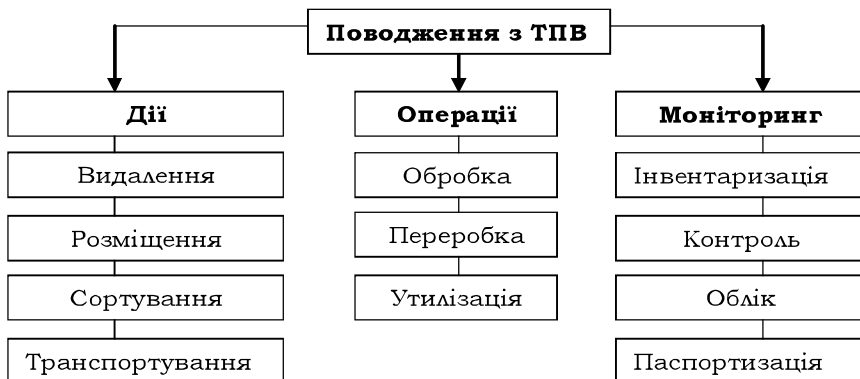 Поводження з ТПВ
Дії
Операції
Моніторинг
Видалення
Обробка
Інвентаризація
Розміщення
Переробка
Контроль
Сортування
Утилізація
Облік
Транспортування
Паспортизація